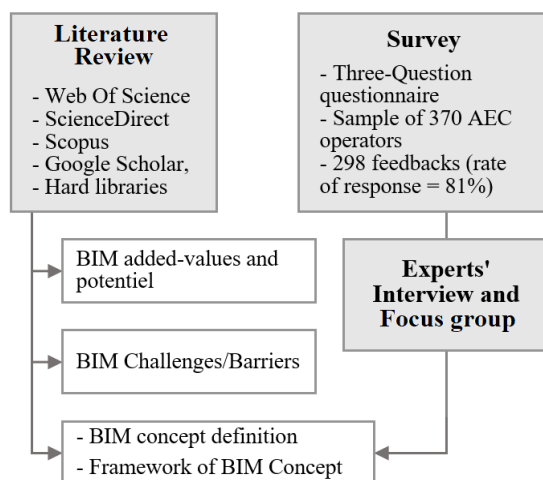 Literature
Review
- Web Of Science
- ScienceDirect
- Scopus
- Google Scholar,
- Hard libraries
Survey
- Three-Question
questionnaire
- Sample of 370 AEC
operators
- 298 feedbacks (rate
of response = 81%)
BIM added-values and
potentiel
Experts'
Interview and
Focus group
BIM Challenges/Barriers
- BIM concept definition
- Framework of BIM Concept